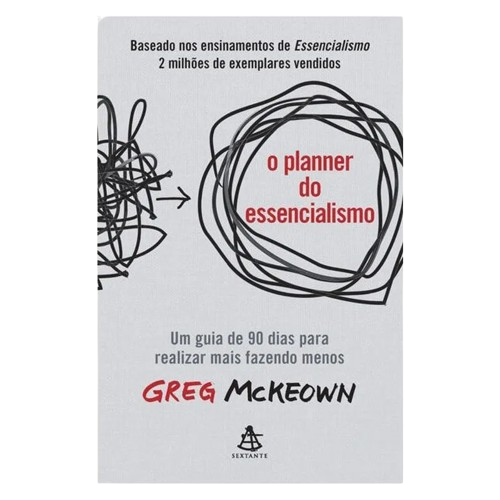 Baseado nos ensinamentos de Essencialismo
2 milhões de exemplares vendidos
o planner
do
essencialismo
Um guia de 90 dias para
realizar mais fazendo menos
GREG MCKEOWN
SEXTANTE